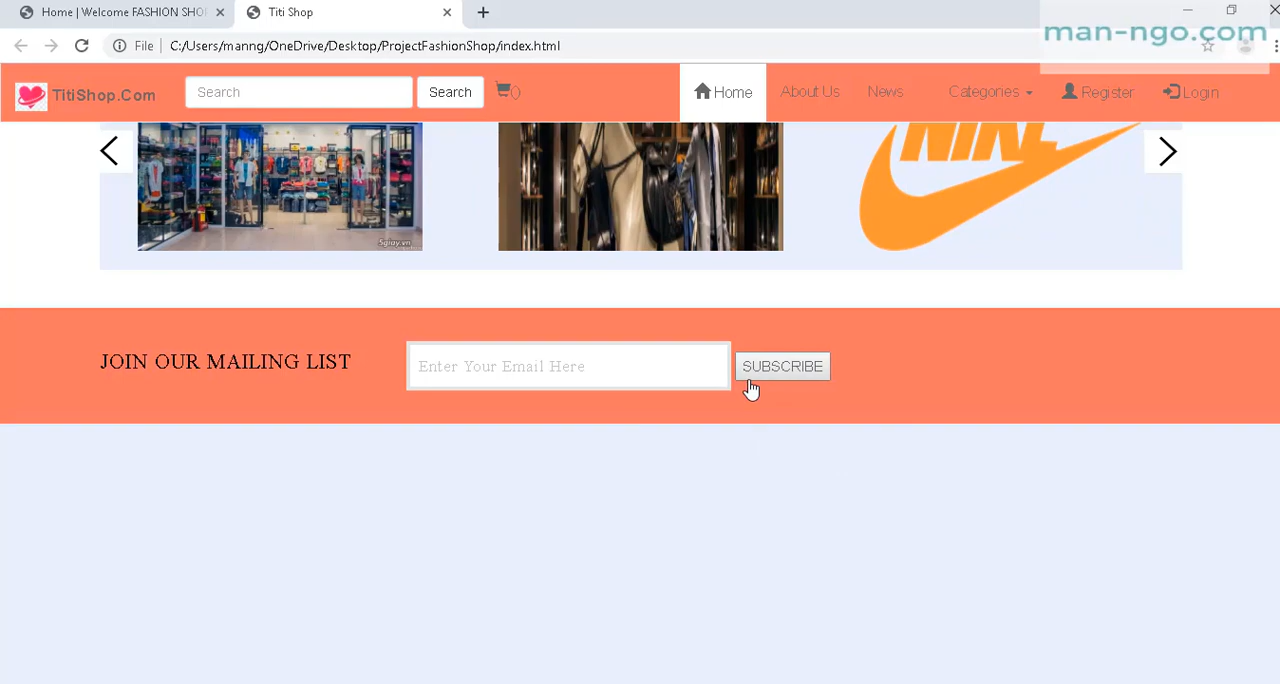 Home | Welcome FASHION SHO
Titi Shop
man-ngo.com
File
C:/Users/manng/OneDrive/Desktop/ProjectFashionShop/index.html
TitiShop.Com
Search
Search
Home
About Us
News
Categories
Register
Login
NIKE
5giay.vn
JOIN OUR MAILING LIST
Enter Your Email Here
SUBSCRIBE